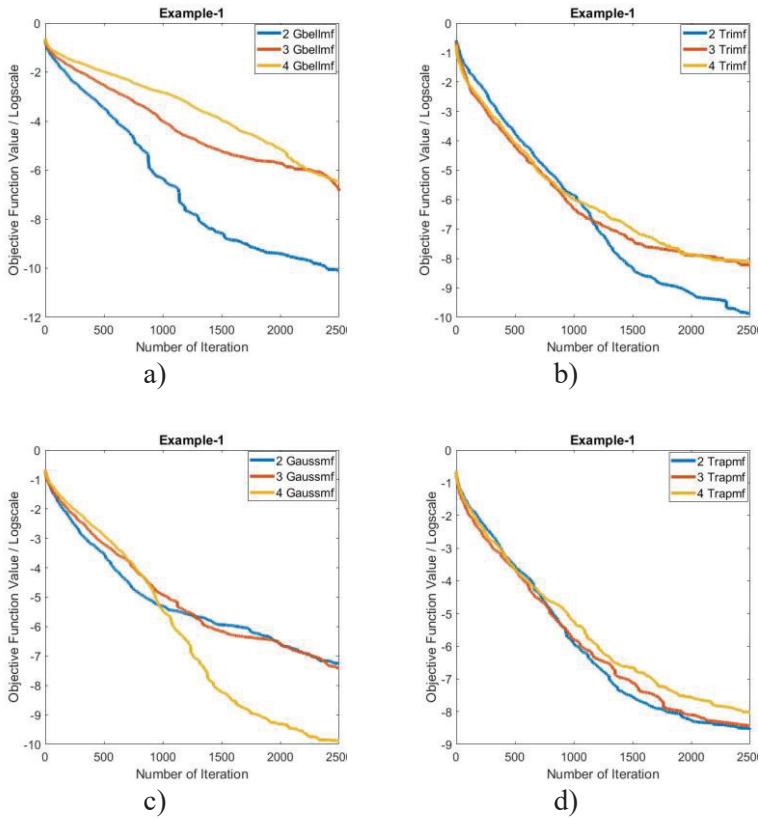 Example-1
Objective Function Value / Logscale
0
-2
-4
-6
-8
-10
-12
2 Gbellmf
3 Gbellmf
4 Gbellmf
0 500 1000 1500 2000 2500
Number of Iteration
a)
Example-1
Objective Function Value / Logscale
0
-1
-2
-3
-4
-5
-6
-7
-8
-9
-10
2 Trimf
3 Trimf
4 Trimf
0 500 1000 1500 2000 2500
Number of Iteration
b)
Example-1
Objective Function Value / Logscale
0
-1
-2
-3
-4
-5
-6
-7
-8
-9
-10
2 Gaussmf
3 Gaussmf
4 Gaussmf
0 500 1000 1500 2000 2500
Number of Iteration
c)
Example-1
Objective Function Value / Logscale
0
-1
-2
-3
-4
-5
-6
-7
-8
-9
2 Trapmf
3 Trapmf
4 Trapmf
0 500 1000 1500 2000 2500
Number of Iteration
d)